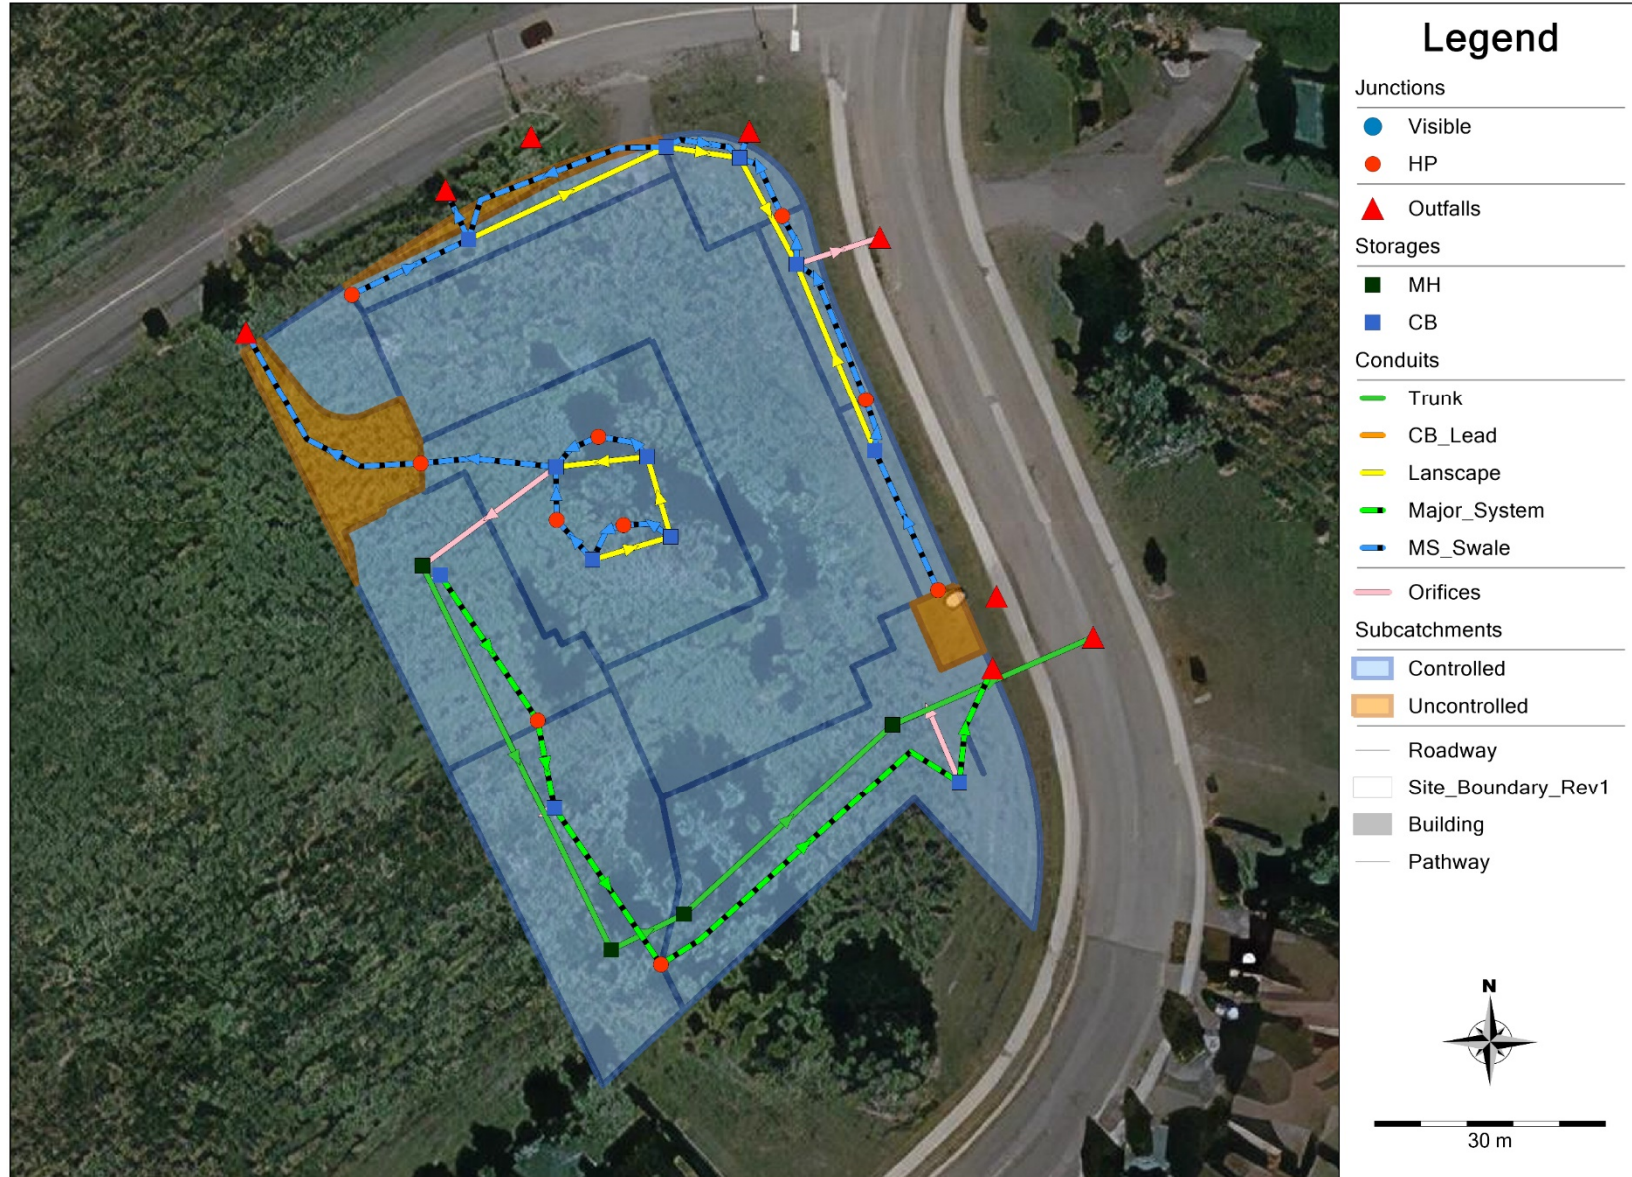 Legend
Junctions
Visible
HP
Outfalls
Storages
MH
CB
Conduits
Trunk
CB_Lead
Lanscape
Major_System
MS_Swale
Orifices
Subcatchments
Controlled
Uncontrolled
Roadway
Site_Boundary_Rev1
Building
Pathway
N
30 m